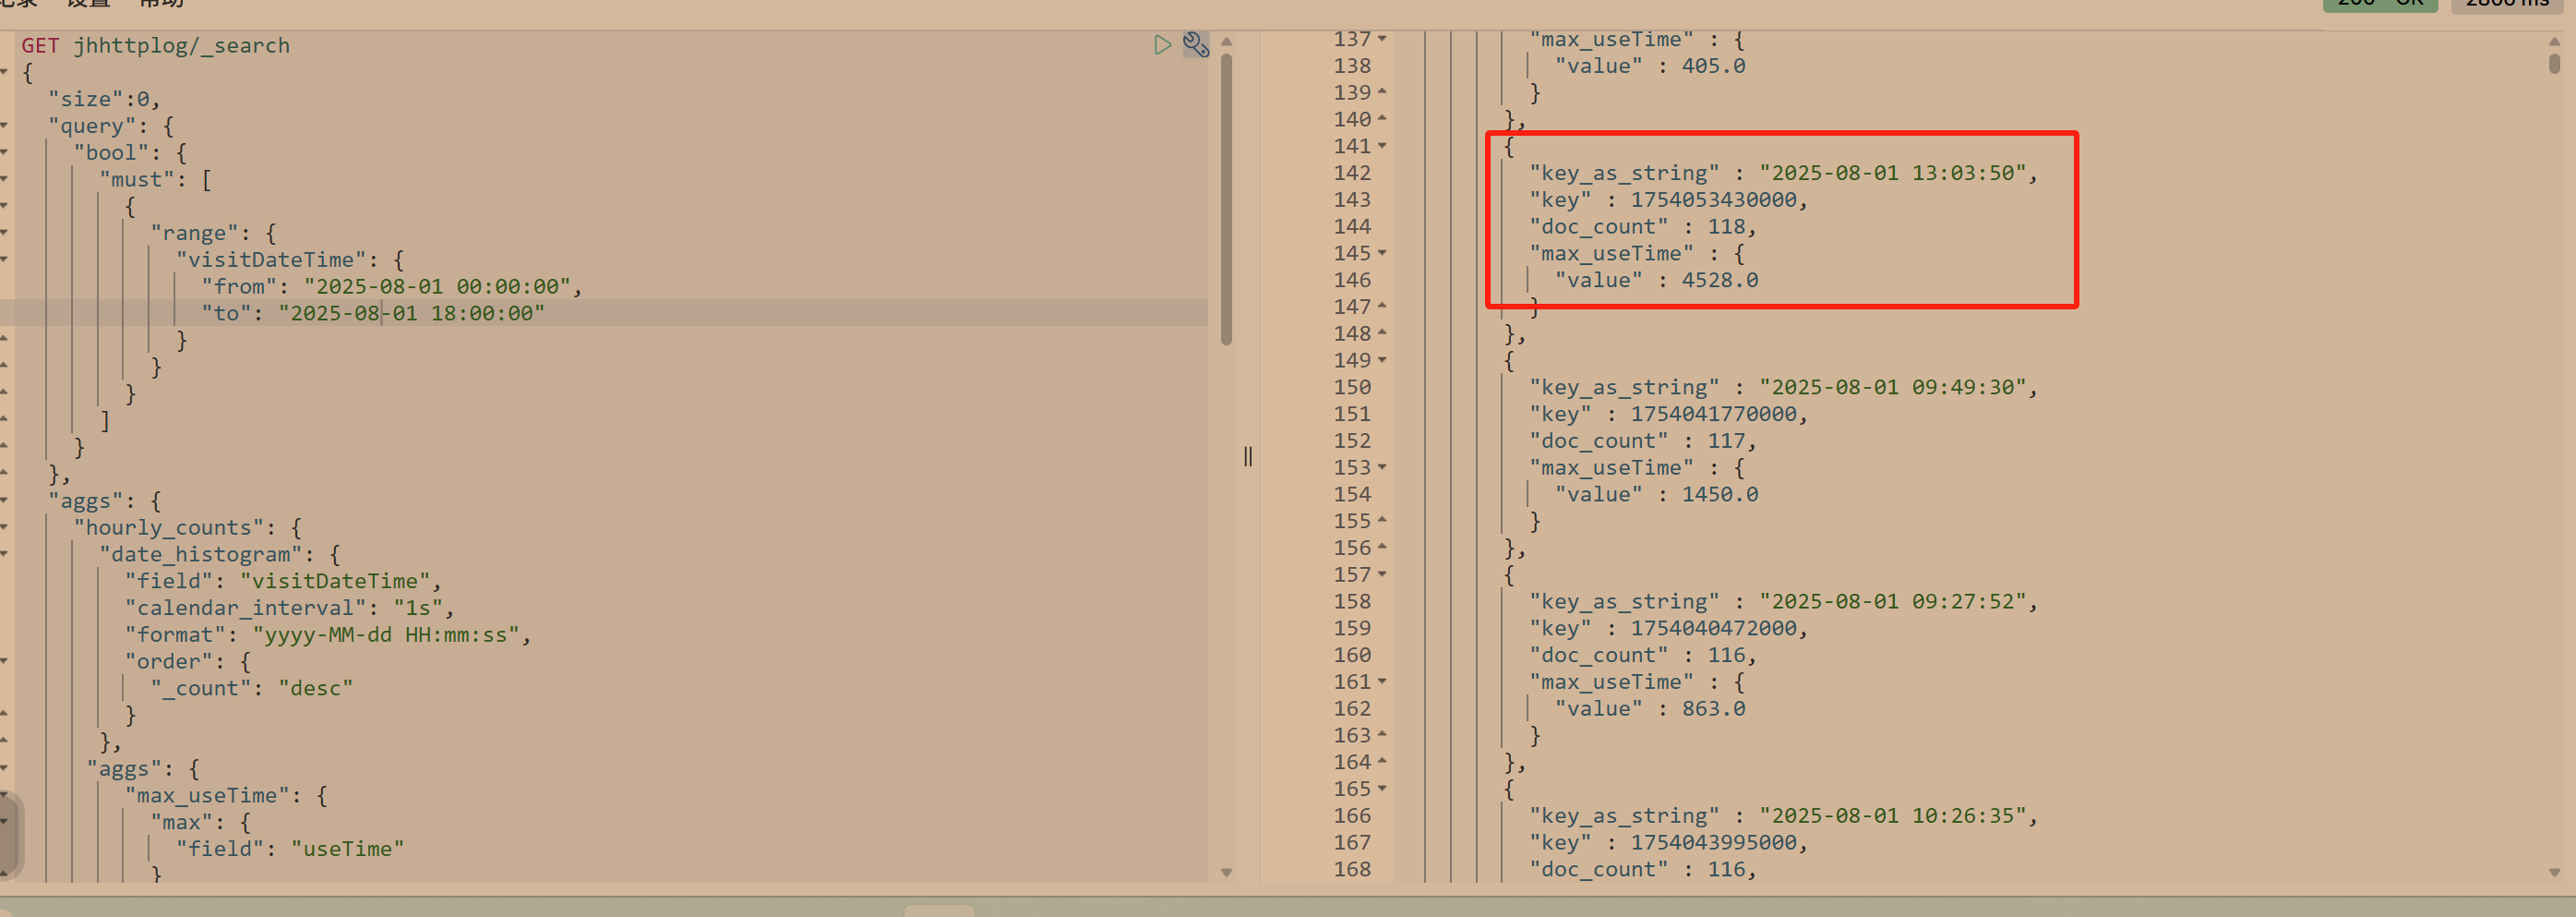 记录 设置 帮助
200 - OK
2806 ms
GET jhhttplog/_search
{
"size":0,
"query": {
"bool": {
"must": [
{
"range": {
"visitDateTime": {
"from": "2025-08-01 00:00:00",
"to": "2025-08-01 18:00:00"
}
}
}
]
}
},
"aggs": {
"hourly_counts": {
"date_histogram": {
"field": "visitDateTime",
"calendar_interval": "1s",
"format": "yyyy-MM-dd HH:mm:ss",
"order": {
"_count": "desc"
}
},
"aggs": {
"max_useTime": {
"max": {
"field": "useTime"
}
137 "max_useTime" : {
138 "value" : 405.0
139 }
140 },
141 {
142 "key_as_string" : "2025-08-01 13:03:50",
143 "key" : 1754053430000,
144 "doc_count" : 118,
145 "max_useTime" : {
146 "value" : 4528.0
147 }
148 },
149 {
150 "key_as_string" : "2025-08-01 09:49:30",
151 "key" : 1754041770000,
152 "doc_count" : 117,
153 "max_useTime" : {
154 "value" : 1450.0
155 }
156 },
157 {
158 "key_as_string" : "2025-08-01 09:27:52",
159 "key" : 1754040472000,
160 "doc_count" : 116,
161 "max_useTime" : {
162 "value" : 863.0
163 }
164 },
165 {
166 "key_as_string" : "2025-08-01 10:26:35",
167 "key" : 1754043995000,
168 "doc_count" : 116,